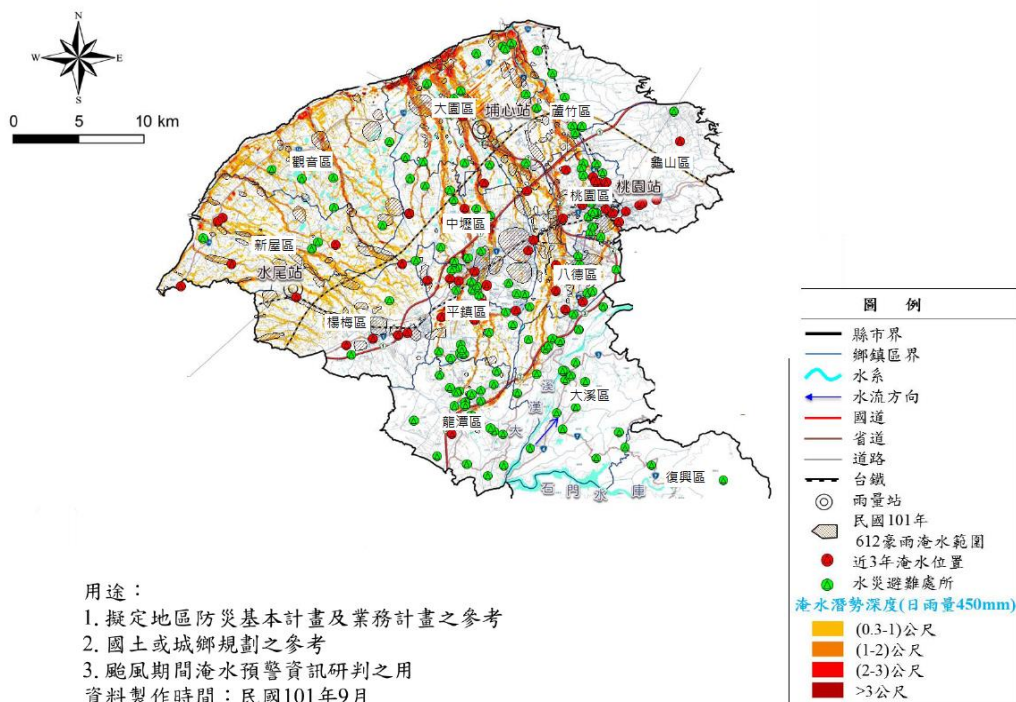 N
W
E
S
0
5
10 km
大園區
埔心站
蘆竹區
龜山區
觀音區
桃園站
桃園區
中壢區
新屋區
八德區
水尾站
平鎮區
楊梅區
大溪區
溪
漢
大
龍潭區
復興區
石門水庫
圖 例
縣市界
鄉鎮區界
水系
水流方向
國道
省道
道路
台鐵
雨量站
民國101年
612豪雨淹水範圍
近3年淹水位置
水災避難處所
淹水潛勢深度(日雨量450mm)
(0.3-1)公尺
(1-2)公尺
(2-3)公尺
>3公尺
用途：
1. 擬定地區防災基本計畫及業務計畫之參考
2. 國土或城鄉規劃之參考
3. 颱風期間淹水預警資訊研判之用
資料製作時間：民國101年9月